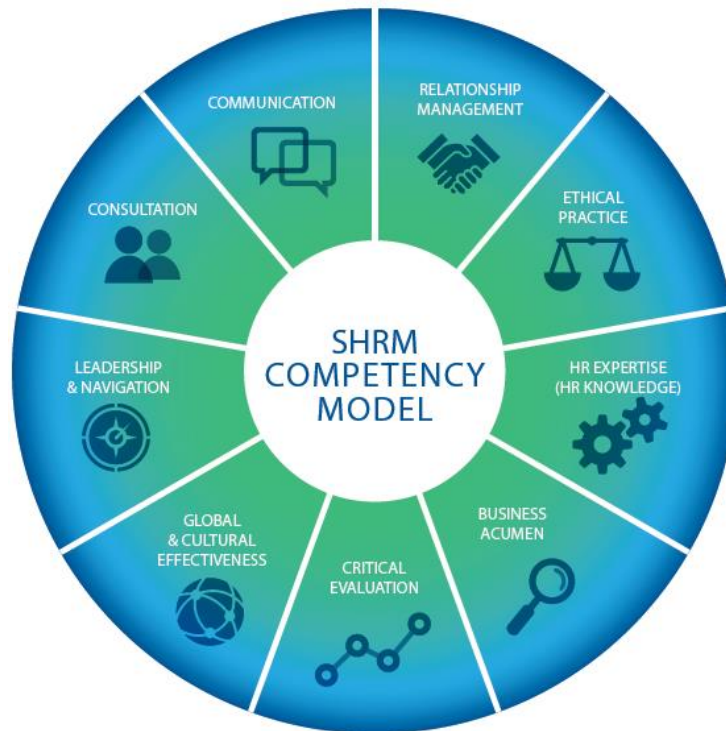 SHRM
COMPETENCY
MODEL
RELATIONSHIP
MANAGEMENT
ETHICAL
PRACTICE
HR EXPERTISE
(HR KNOWLEDGE)
BUSINESS
ACUMEN
CRITICAL
EVALUATION
GLOBAL
& CULTURAL
EFFECTIVENESS
LEADERSHIP
& NAVIGATION
CONSULTATION
COMMUNICATION